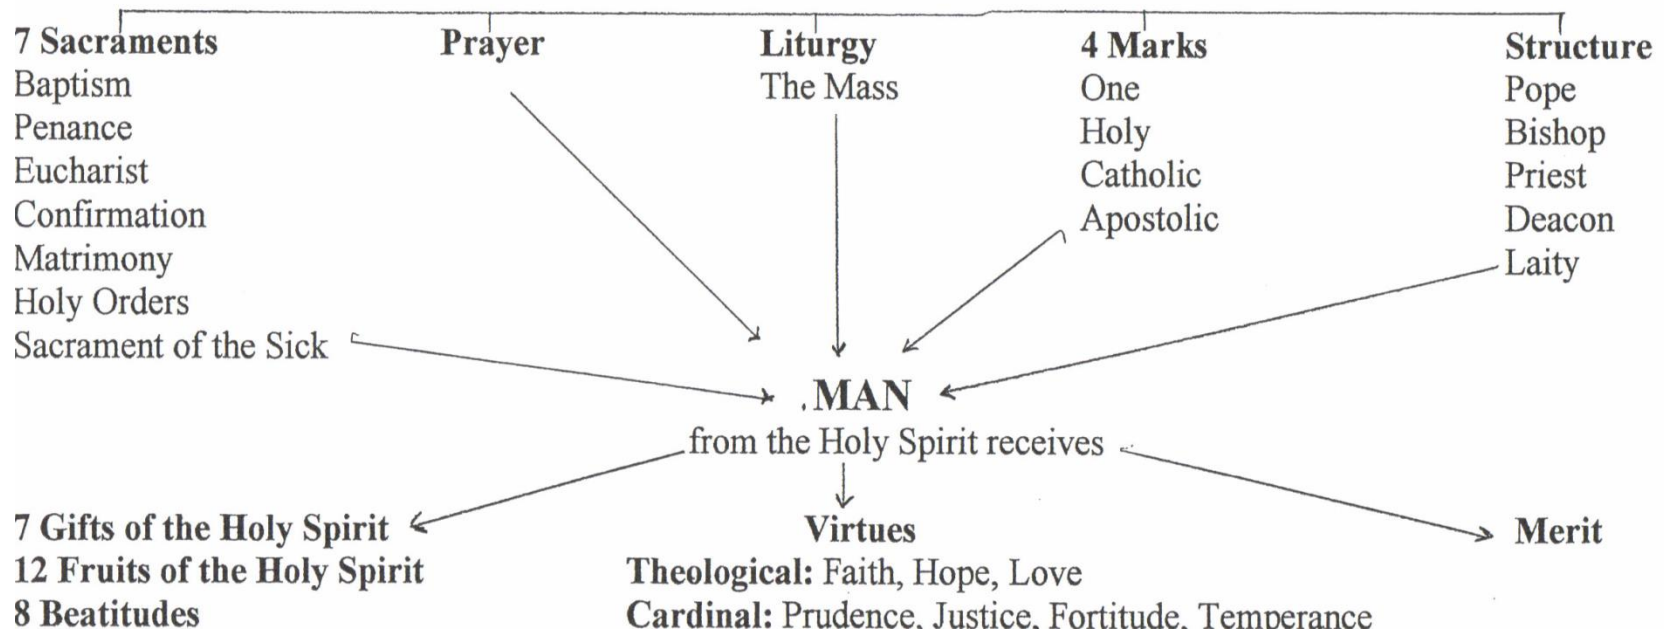 7 Sacraments
Baptism
Penance
Eucharist
Confirmation
Matrimony
Holy Orders
Sacrament of the Sick
Prayer
Liturgy
The Mass
4 Marks
One
Holy
Catholic
Apostolic
Structure
Pope
Bishop
Priest
Deacon
Laity
.MAN
from the Holy Spirit receives
7 Gifts of the Holy Spirit
12 Fruits of the Holy Spirit
8 Beatitudes
Virtues
Theological: Faith, Hope, Love
Cardinal: Prudence, Justice, Fortitude, Temperance
Merit